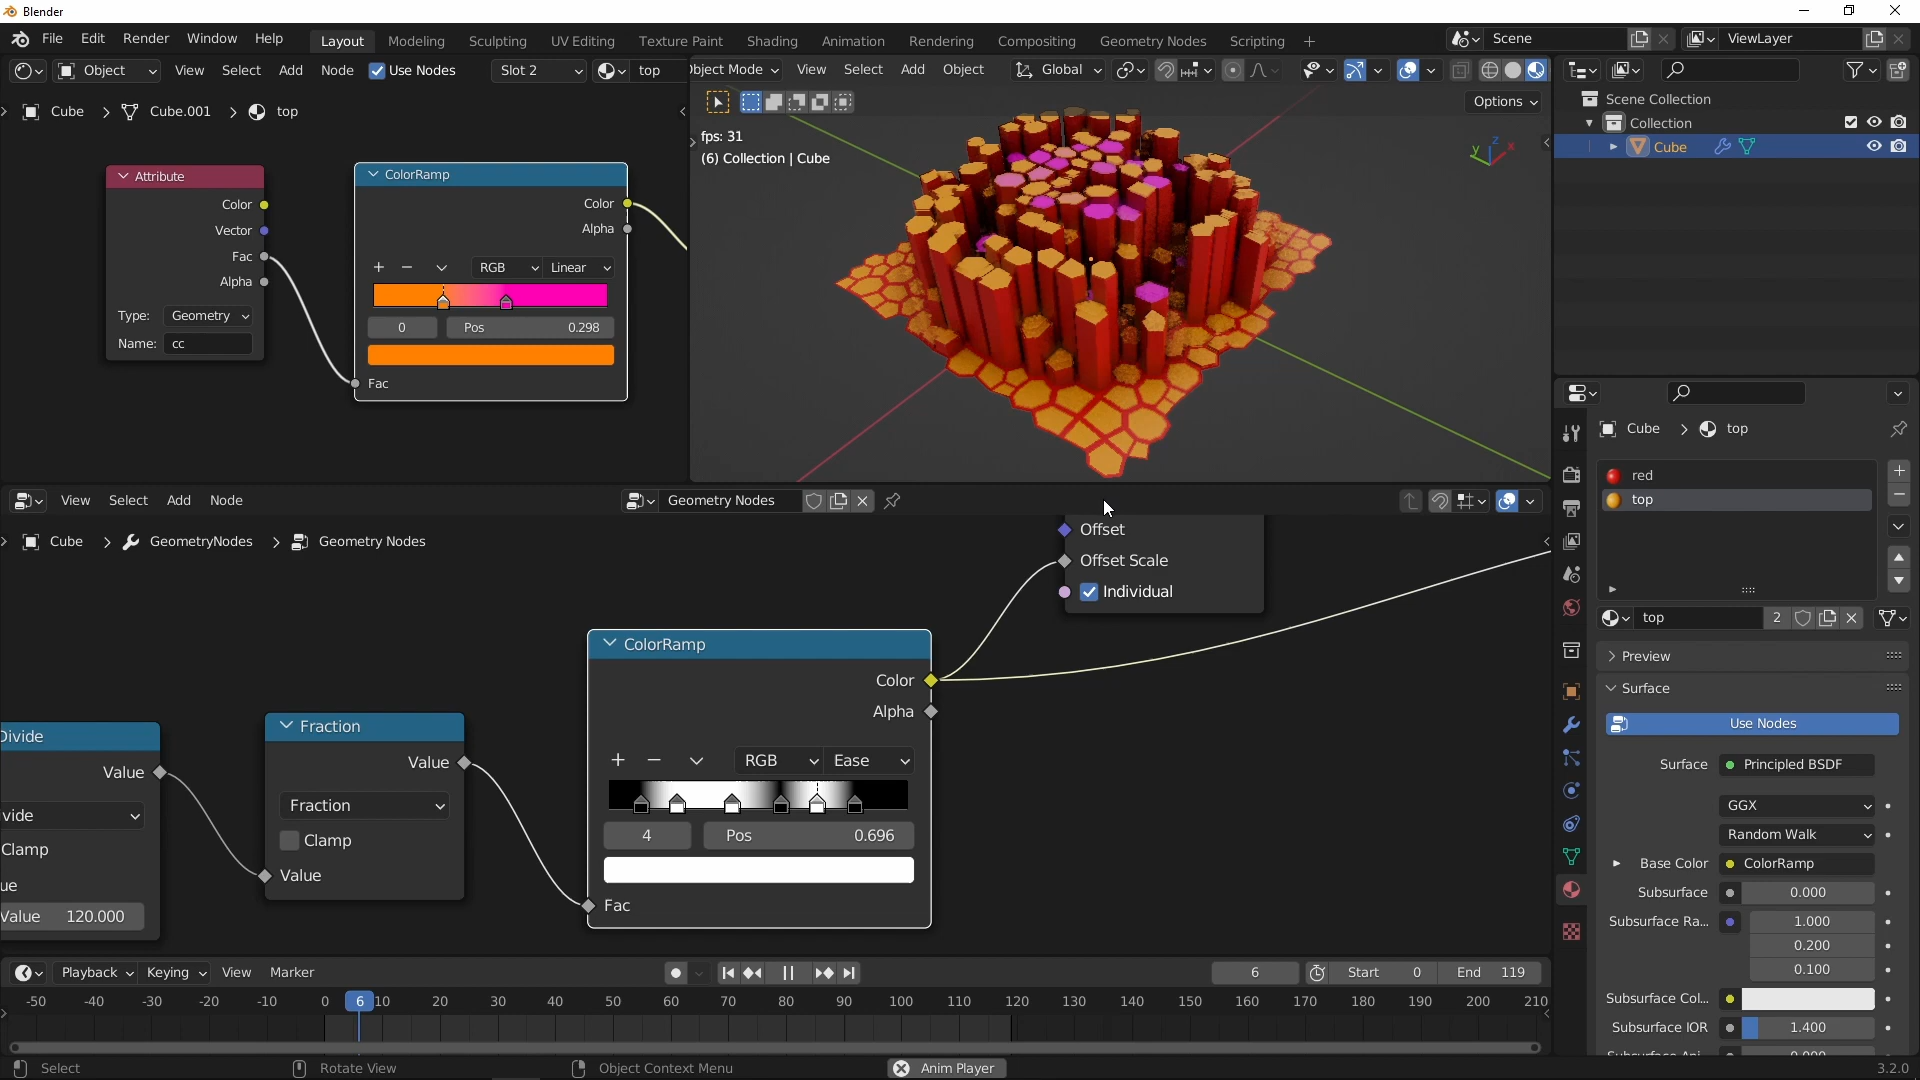 Blender
File Edit Render Window Help Layout Modeling Sculpting UV Editing Texture Paint Shading Animation Rendering Compositing Geometry Nodes Scripting + Scene ViewLayer
Object View Select Add Node Use Nodes Slot 2 top
bject Mode View Select Add Object Global
Options
Cube > Cube.001 > top
Attribute
Color
Vector
Fac
Alpha
Type: Geometry
Name: cc
ColorRamp
Color
Alpha
+ − RGB Linear
0 Pos 0.298
Fac
fps: 31
(6) Collection | Cube
Z
Y
X
Scene Collection
Collection
Cube
Cube > top
red
top
top 2
Preview
Surface
Use Nodes
Surface Principled BSDF
GGX
Random Walk
Base Color ColorRamp
Subsurface 0.000
Subsurface Ra... 1.000
0.200
0.100
Subsurface Col...
Subsurface IOR 1.400
View Select Add Node Geometry Nodes
Cube > GeometryNodes > Geometry Nodes
Offset
Offset Scale
Individual
Divide
Value
vide
Clamp
ue
Value 120.000
Fraction
Value
Fraction
Clamp
Value
ColorRamp
Color
Alpha
+ − RGB Ease
4 Pos 0.696
Fac
Playback Keying View Marker 6 Start 0 End 119
-50 -40 -30 -20 -10 0 6 10 20 30 40 50 60 70 80 90 100 110 120 130 140 150 160 170 180 190 200 210
Select Rotate View Object Context Menu Anim Player 3.2.0